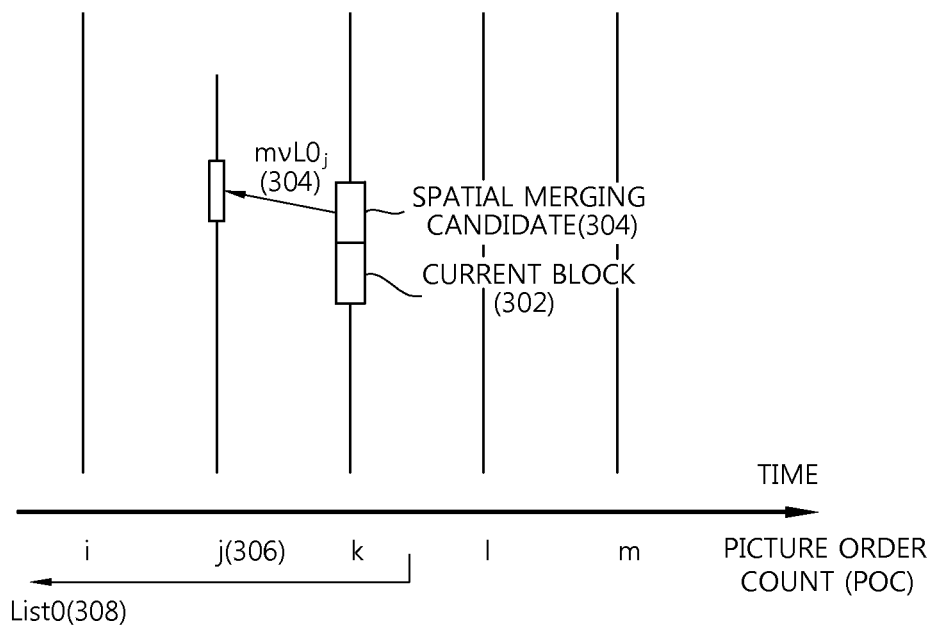 mvL0j
(304)
SPATIAL MERGING
CANDIDATE(304)
CURRENT BLOCK
(302)
TIME
i
j(306)
k
l
m
PICTURE ORDER
COUNT (POC)
List0(308)